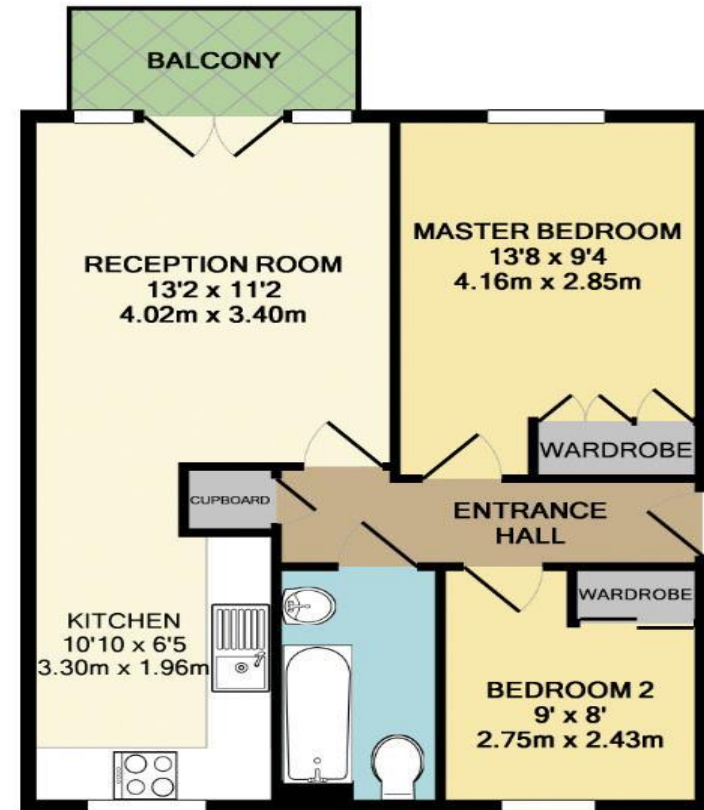 BALCONY
RECEPTION ROOM
13'2 x 11'2
4.02m x 3.40m
MASTER BEDROOM
13'8 x 9'4
4.16m x 2.85m
WARDROBE
CUPBOARD
ENTRANCE
HALL
KITCHEN
10'10 x 6'5
3.30m x 1.96m
WARDROBE
BEDROOM 2
9' x 8'
2.75m x 2.43m